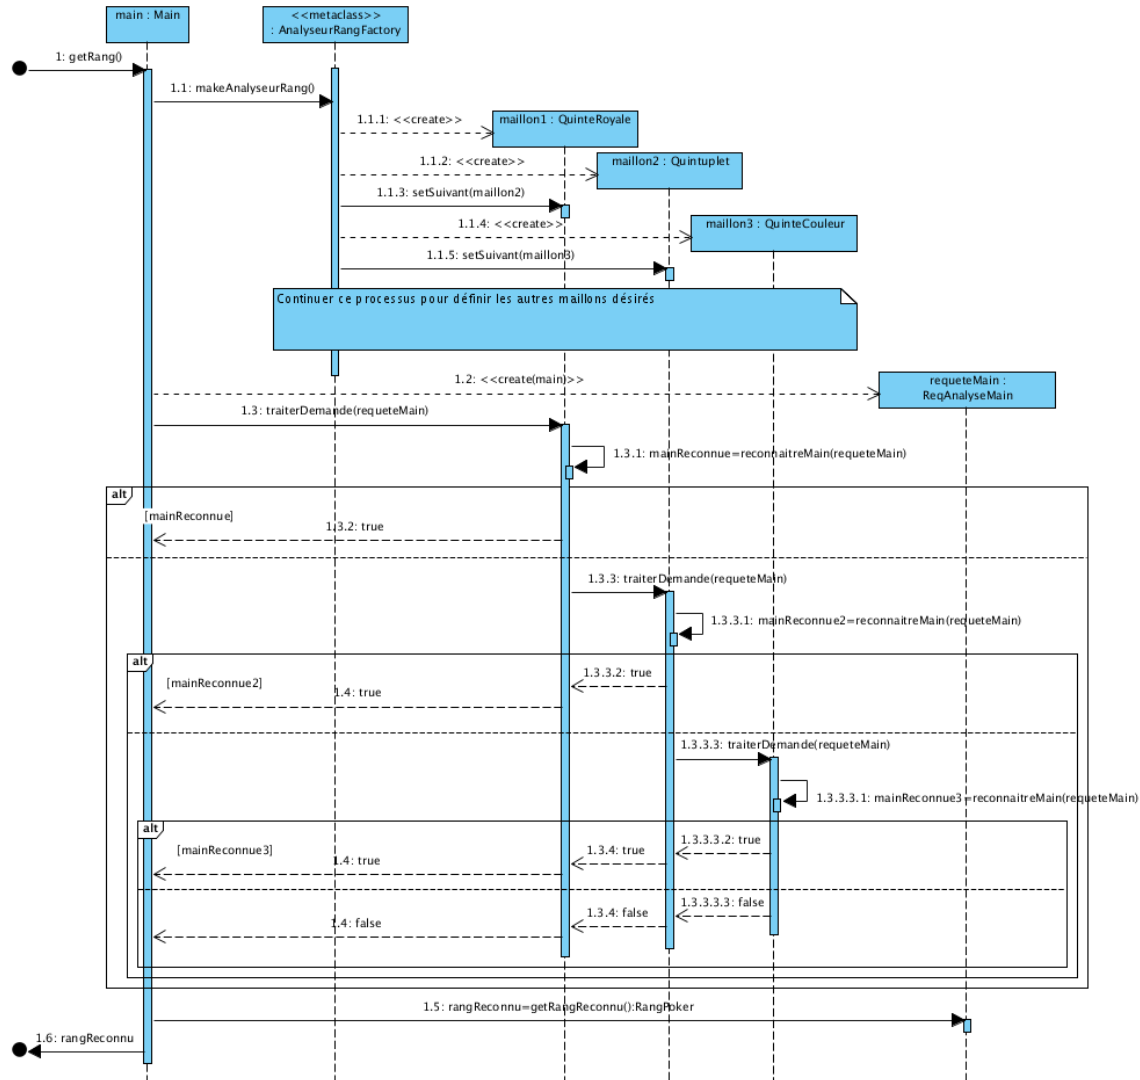 main : Main
<<metaclass>>
: AnalyseurRangFactory
1: getRang()
1.1: makeAnalyseurRang()
1.1.1: <<create>>
maillon1 : QuinteRoyale
1.1.2: <<create>>
maillon2 : Quintuplet
1.1.3: setSuivant(maillon2)
1.1.4: <<create>>
maillon3 : QuinteCouleur
1.1.5: setSuivant(maillon3)
Continuer ce processus pour définir les autres maillons désirés
1.2: <<create(main)>>
requeteMain :
ReqAnalyseMain
1.3: traiterDemande(requeteMain)
1.3.1: mainReconnue=reconnaitreMain(requeteMain)
alt
[mainReconnue]
1.3.2: true
1.3.3: traiterDemande(requeteMain)
1.3.3.1: mainReconnue2=reconnaitreMain(requeteMain)
alt
1.3.3.2: true
[mainReconnue2]
1.4: true
1.3.3.3: traiterDemande(requeteMain)
1.3.3.3.1: mainReconnue3=reconnaitreMain(requeteMain)
alt
1.3.3.3.2: true
[mainReconnue3]
1.3.4: true
1.4: true
1.3.3.3.3: false
1.3.4: false
1.4: false
1.5: rangReconnu=getRangReconnu():RangPoker
1.6: rangReconnu